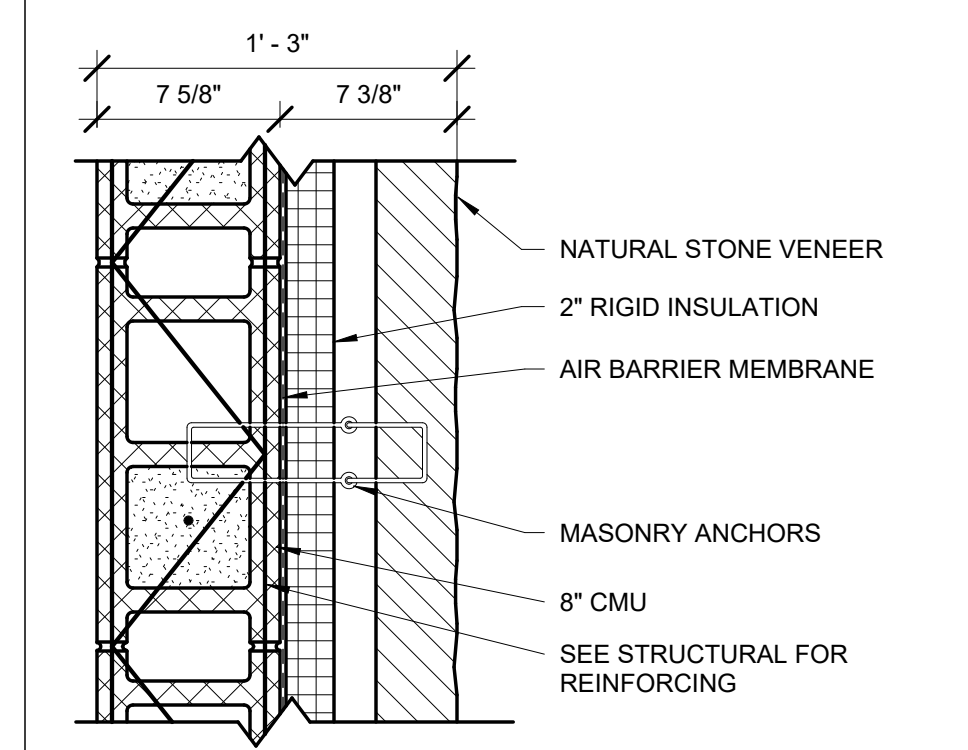 1' - 3"
7 5/8"
7 3/8"
NATURAL STONE VENEER
2" RIGID INSULATION
AIR BARRIER MEMBRANE
MASONRY ANCHORS
8" CMU
SEE STRUCTURAL FOR
REINFORCING